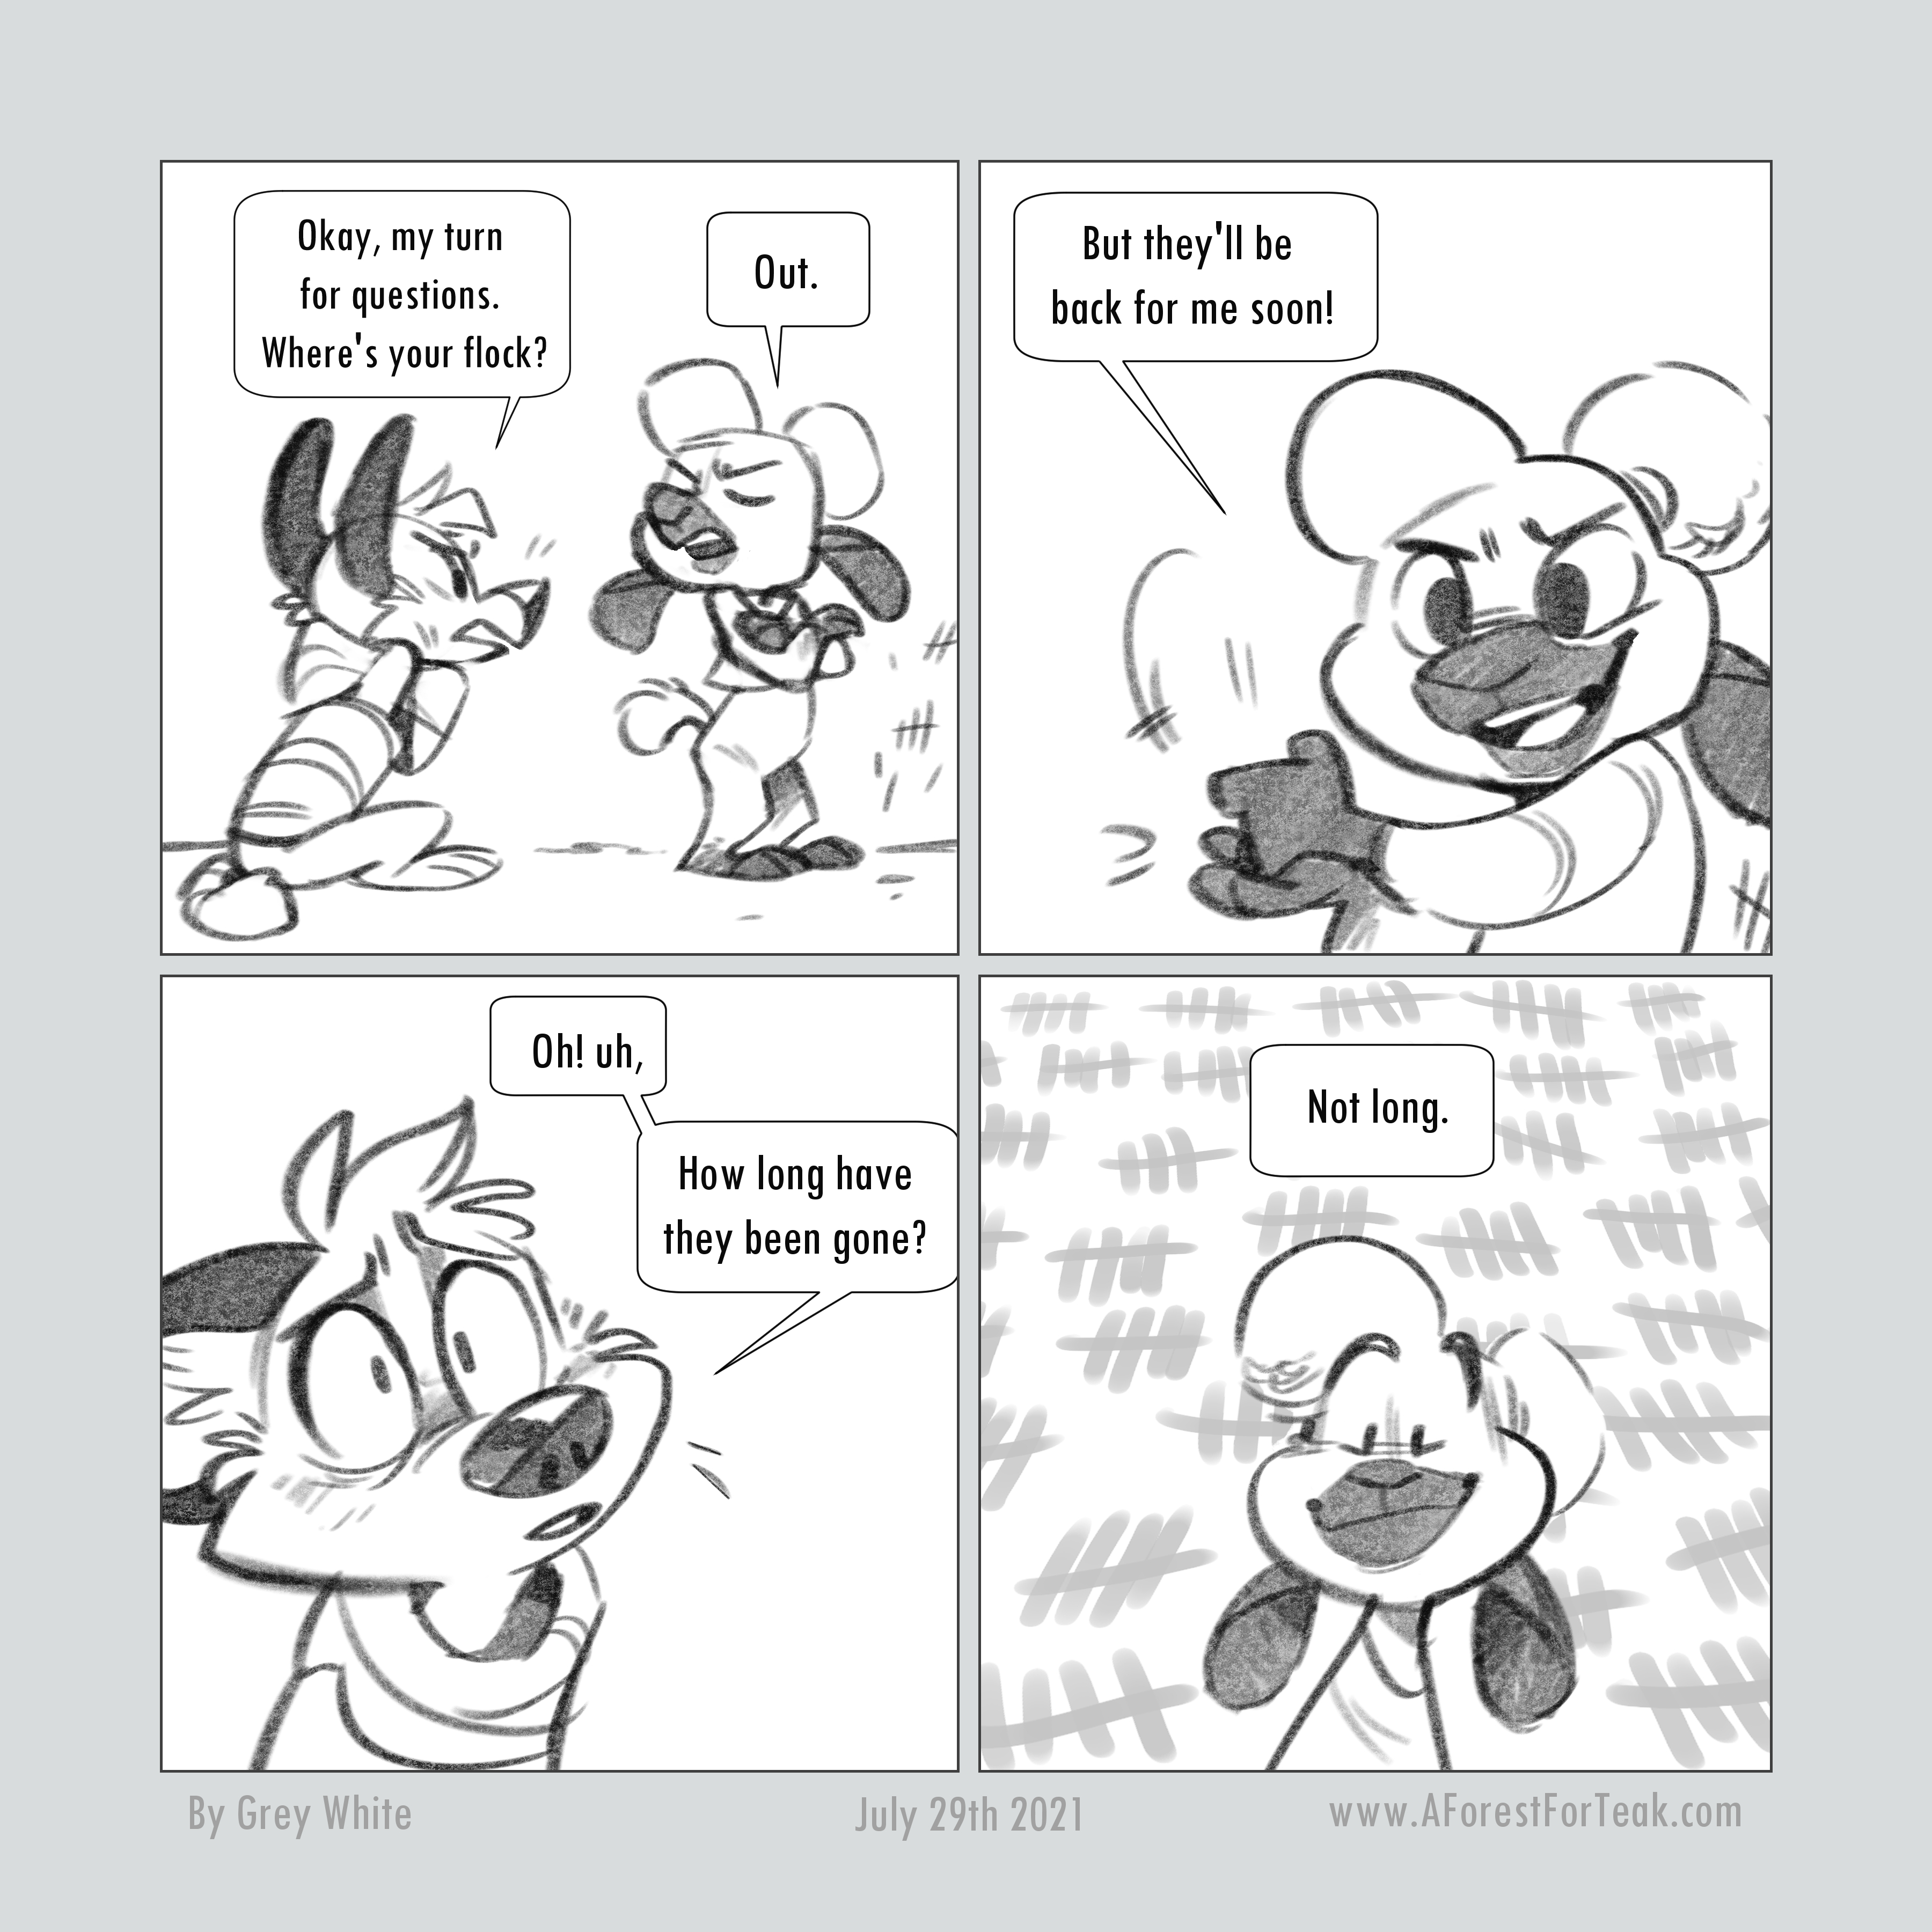 Okay, my turn
for questions.
Where's your flock?
Out.
But they'll be
back for me soon!
Oh! uh,
How long have
they been gone?
Not long.
By Grey White
July 29th 2021
www.AForestForTeak.com